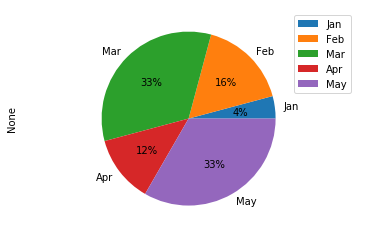 Jan
Feb
Mar
Apr
May
Mar
Feb
33%
16%
Jan
4%
None
12%
33%
Apr
May